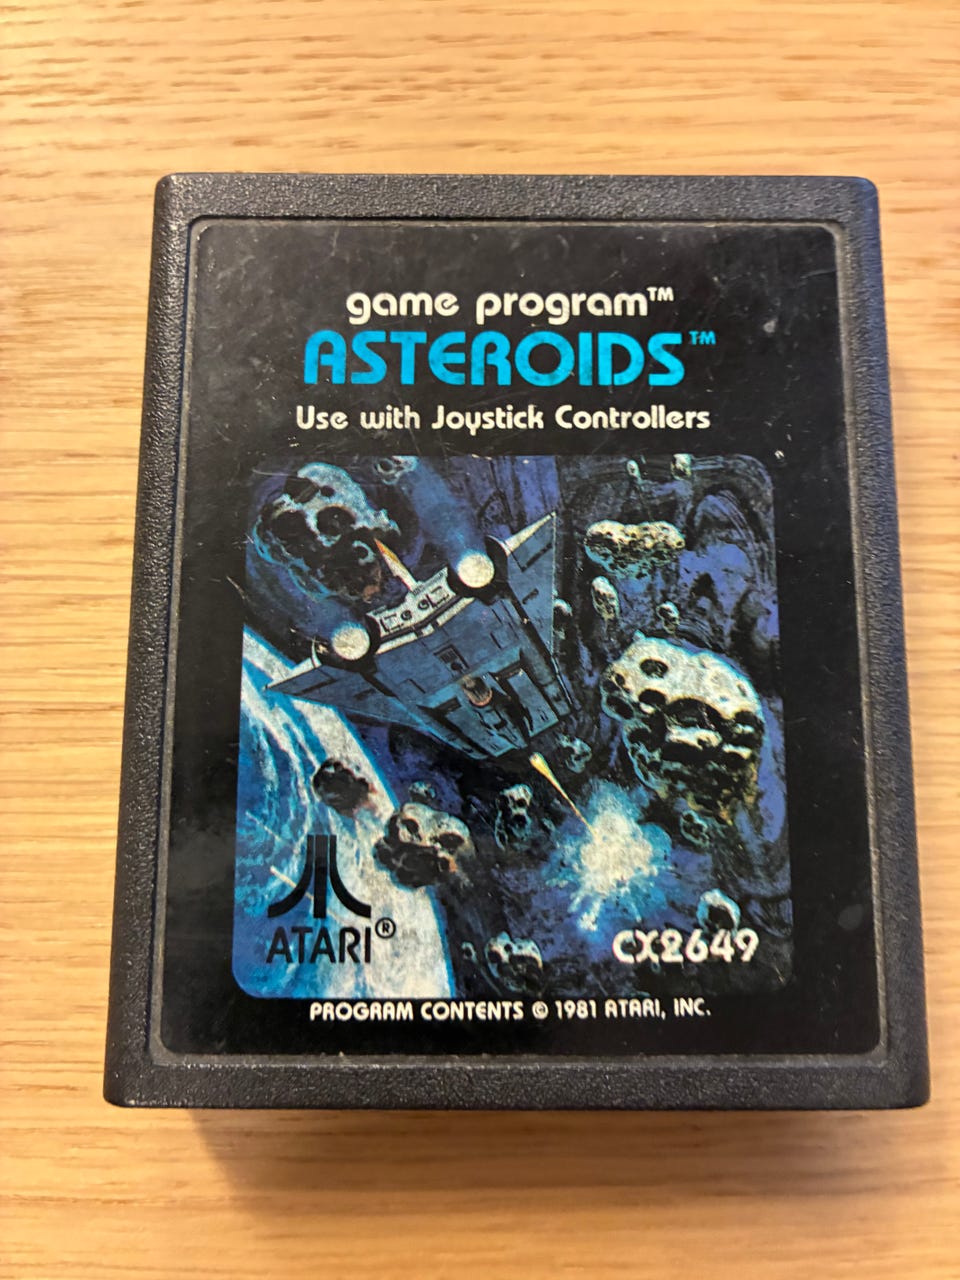 game program™
ASTEROIDS™
Use with Joystick Controllers
ATARI®
CX2649
PROGRAM CONTENTS © 1981 ATARI, INC.